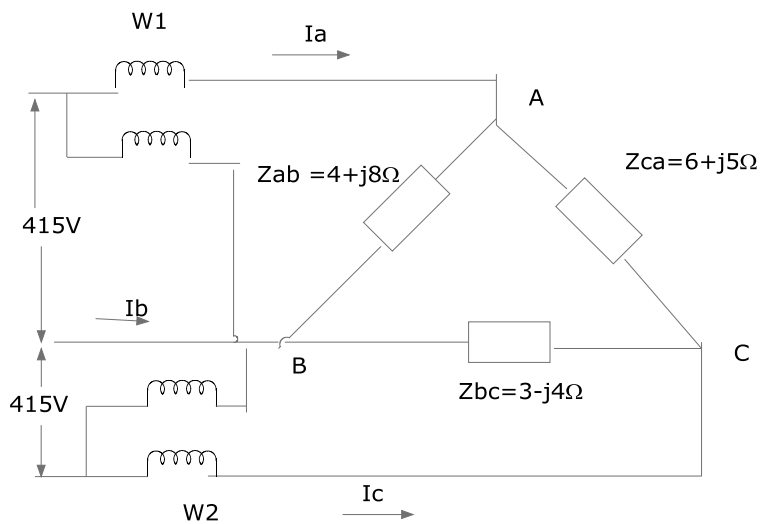 W1
Ia
A
Zab =4+j8Ω
Zca=6+j5Ω
415V
Ib
B
C
415V
Zbc=3-j4Ω
Ic
W2